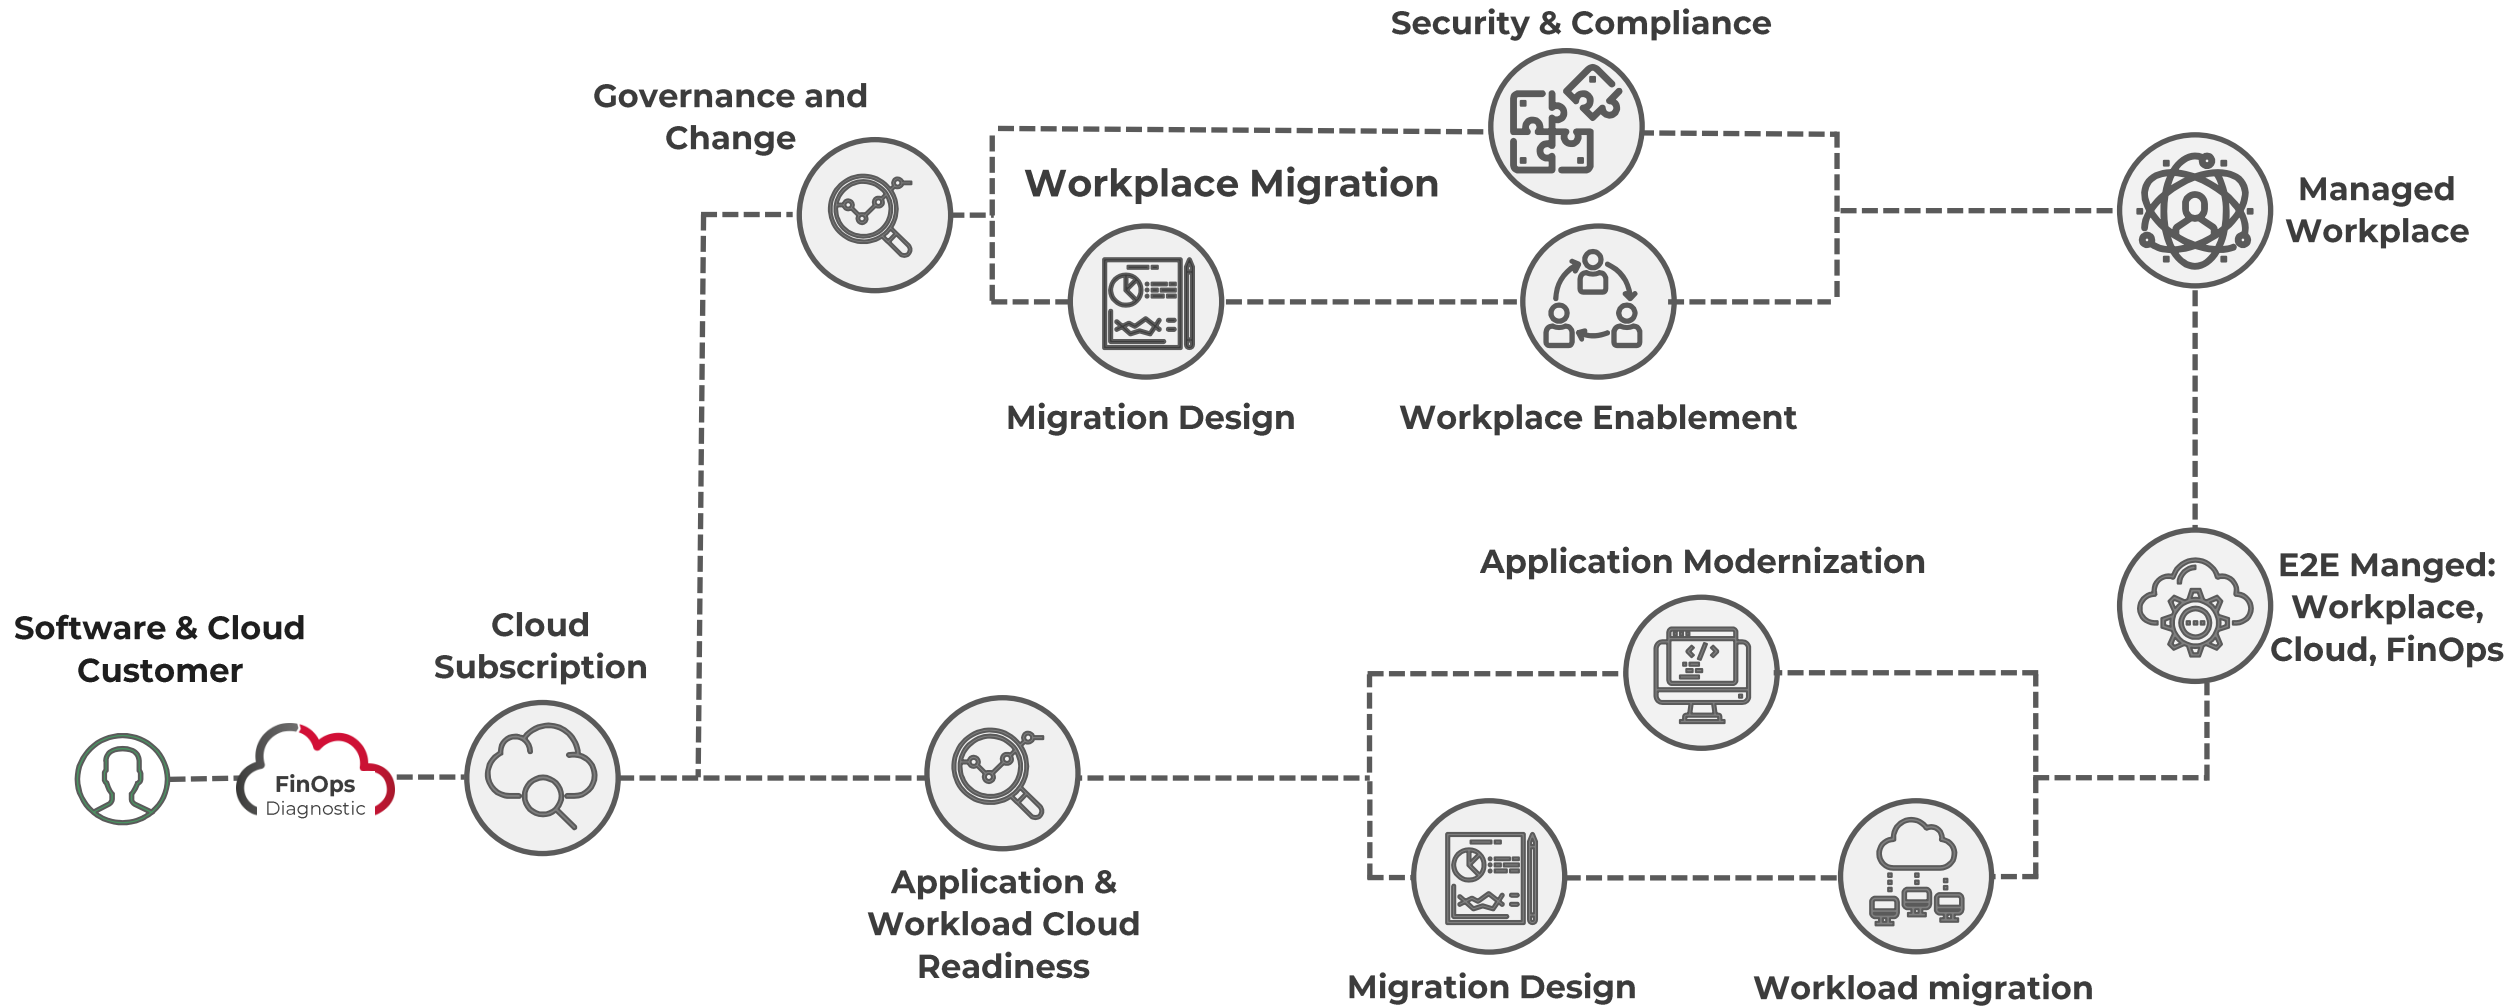 Security & Compliance
Governance and
Change
Workplace Migration
Managed
Workplace
Migration Design
Workplace Enablement
Application Modernization
E2E Manged:
Workplace,
Cloud, FinOps
Software & Cloud
Customer
Cloud
Subscription
FinOps
Diagnostic
Application &
Workload Cloud
Readiness
Migration Design
Workload migration